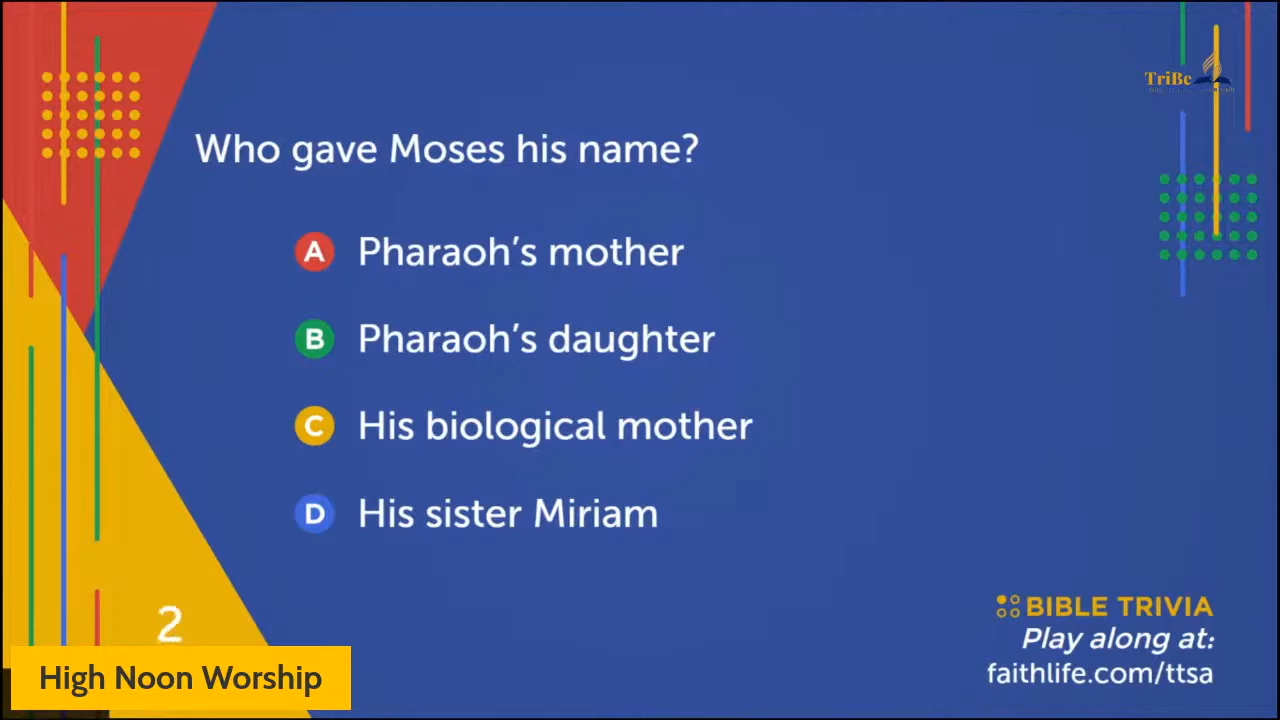 TriBe
Who gave Moses his name?
A Pharaoh’s mother
B Pharaoh’s daughter
C His biological mother
D His sister Miriam
2
BIBLE TRIVIA
Play along at:
faithlife.com/ttsa
High Noon Worship